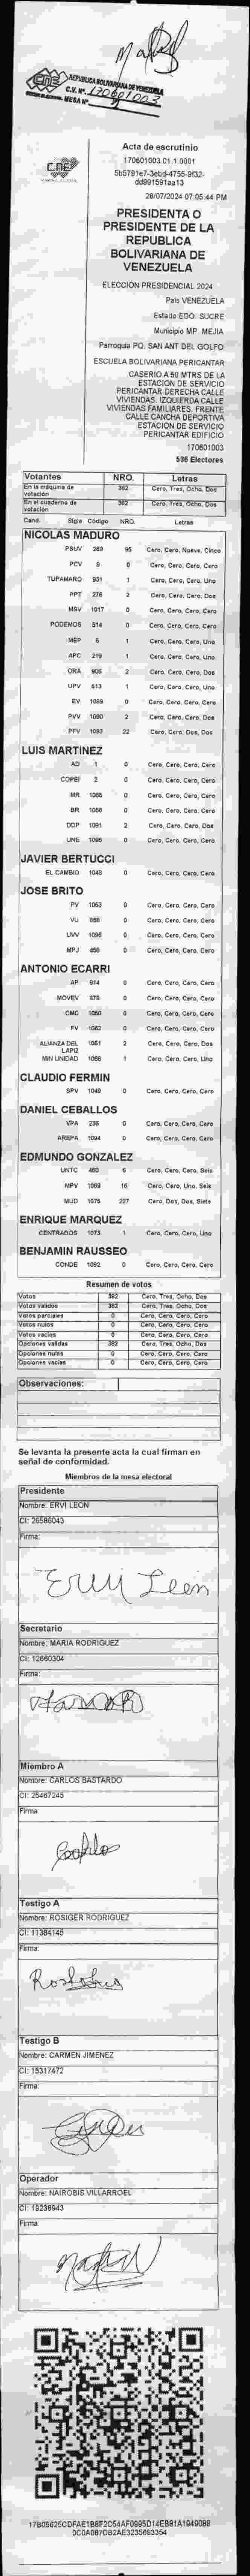 CNE
REPUBLICA BOLIVARIANA DE VENEZUELA
C.V. Nº. 170601003
MESA Nº
CNE
Acta de escrutinio
170601003.01.1.0001
5b5791e7-3ebd-4755-9f32-
dd991591aa13
28/07/2024 07:05:44 PM
PRESIDENTA O
PRESIDENTE DE LA
REPUBLICA
BOLIVARIANA DE
VENEZUELA
ELECCIÓN PRESIDENCIAL 2024
Pais VENEZUELA
Estado EDO. SUCRE
Municipio MP. MEJIA
Parroquia PQ. SAN ANT DEL GOLFO
ESCUELA BOLIVARIANA PERICANTAR
CASERIO A 50 MTRS DE LA
ESTACION DE SERVICIO
PERICANTAR DERECHA CALLE
VIVIENDAS. IZQUIERDA CALLE
VIVIENDAS FAMILIARES. FRENTE
CALLE CANCHA DEPORTIVA
ESTACION DE SERVICIO
PERICANTAR EDIFICIO
170601003
536 Electores
Votantes NRO. Letras
En la máquina de votación 382 Cero, Tres, Ocho, Dos
En el cuaderno de votación 382 Cero, Tres, Ocho, Dos
Cand. Sigla Código NRO. Letras
NICOLAS MADURO
PSUV 269 95 Cero, Cero, Nueve, Cinco
PCV 9 0 Cero, Cero, Cero, Cero
TUPAMARO 931 1 Cero, Cero, Cero, Uno
PPT 278 2 Cero, Cero, Cero, Dos
MSV 1017 0 Cero, Cero, Cero, Cero
PODEMOS 514 0 Cero, Cero, Cero, Cero
MEP 6 1 Cero, Cero, Cero, Uno
APC 219 1 Cero, Cero, Cero, Uno
ORA 906 2 Cero, Cero, Cero, Dos
UPV 613 1 Cero, Cero, Cero, Uno
EV 1089 0 Cero, Cero, Cero, Cero
PVV 1090 2 Cero, Cero, Cero, Dos
PFV 1093 22 Cero, Cero, Dos, Dos
LUIS MARTINEZ
AD 1 0 Cero, Cero, Cero, Cero
COPEI 2 0 Cero, Cero, Cero, Cero
MR 1065 0 Cero, Cero, Cero, Cero
BR 1066 0 Cero, Cero, Cero, Cero
DDP 1091 2 Cero, Cero, Cero, Dos
UNE 1096 0 Cero, Cero, Cero, Cero
JAVIER BERTUCCI
EL CAMBIO 1048 0 Cero, Cero, Cero, Cero
JOSE BRITO
PV 1063 0 Cero, Cero, Cero, Cero
VU 888 0 Cero, Cero, Cero, Cero
UVV 1098 0 Cero, Cero, Cero, Cero
MPJ 450 0 Cero, Cero, Cero, Cero
ANTONIO ECARRI
AP 914 0 Cero, Cero, Cero, Cero
MOVEV 879 0 Cero, Cero, Cero, Cero
CMC 1050 0 Cero, Cero, Cero, Cero
FV 1062 0 Cero, Cero, Cero, Cero
ALIANZA DEL LAPIZ 1051 2 Cero, Cero, Cero, Dos
MIN UNIDAD 1068 1 Cero, Cero, Cero, Uno
CLAUDIO FERMIN
SPV 1049 0 Cero, Cero, Cero, Cero
DANIEL CEBALLOS
VPA 236 0 Cero, Cero, Cero, Cero
AREPA 1094 0 Cero, Cero, Cero, Cero
EDMUNDO GONZALEZ
UNTC 460 6 Cero, Cero, Cero, Seis
MPV 1069 16 Cero, Cero, Uno, Seis
MUD 1075 227 Cero, Dos, Dos, Siete
ENRIQUE MARQUEZ
CENTRADOS 1073 1 Cero, Cero, Cero, Uno
BENJAMIN RAUSSEO
CONDE 1092 0 Cero, Cero, Cero, Cero
Resumen de votos
Votos 382 Cero, Tres, Ocho, Dos
Votos validos 382 Cero, Tres, Ocho, Dos
Votos parciales 0 Cero, Cero, Cero, Cero
Votos nulos 0 Cero, Cero, Cero, Cero
Votos vacios 0 Cero, Cero, Cero, Cero
Opciones validas 382 Cero, Tres, Ocho, Dos
Opciones nulas 0 Cero, Cero, Cero, Cero
Opciones vacias 0 Cero, Cero, Cero, Cero
Observaciones:
Se levanta la presente acta la cual firman en
señal de conformidad.
Miembros de la mesa electoral
Presidente
Nombre: ERVI LEON
CI: 26586043
Firma:
Ervi Leon
Secretario
Nombre: MARIA RODRIGUEZ
CI: 12660304
Firma:
Miembro A
Nombre: CARLOS BASTARDO
CI: 25467245
Firma:
Testigo A
Nombre: ROSIGER RODRIGUEZ
CI: 11384145
Firma:
Testigo B
Nombre: CARMEN JIMENEZ
CI: 15317472
Firma:
Operador
Nombre: NAIROBIS VILLARROEL
CI: 19238943
Firma:
17B05625CDFAE1B8F2C54AF0995D14EB81A1949088
0C0A087DB2AE3235693354